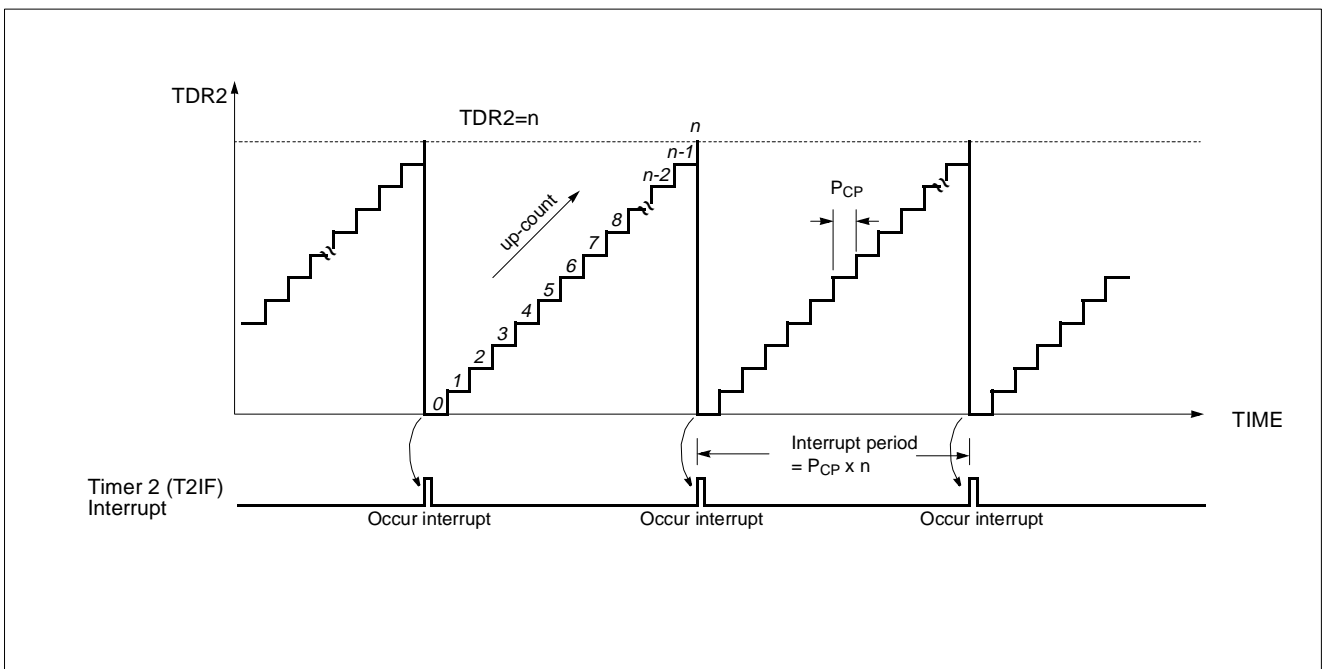 TDR2
TDR2=n
n
n-1
n-2
PCP
up-count
8
7
6
5
4
3
2
1
0
TIME
Interrupt period
= PCP x n
Timer 2 (T2IF)
Interrupt
Occur interrupt
Occur interrupt
Occur interrupt